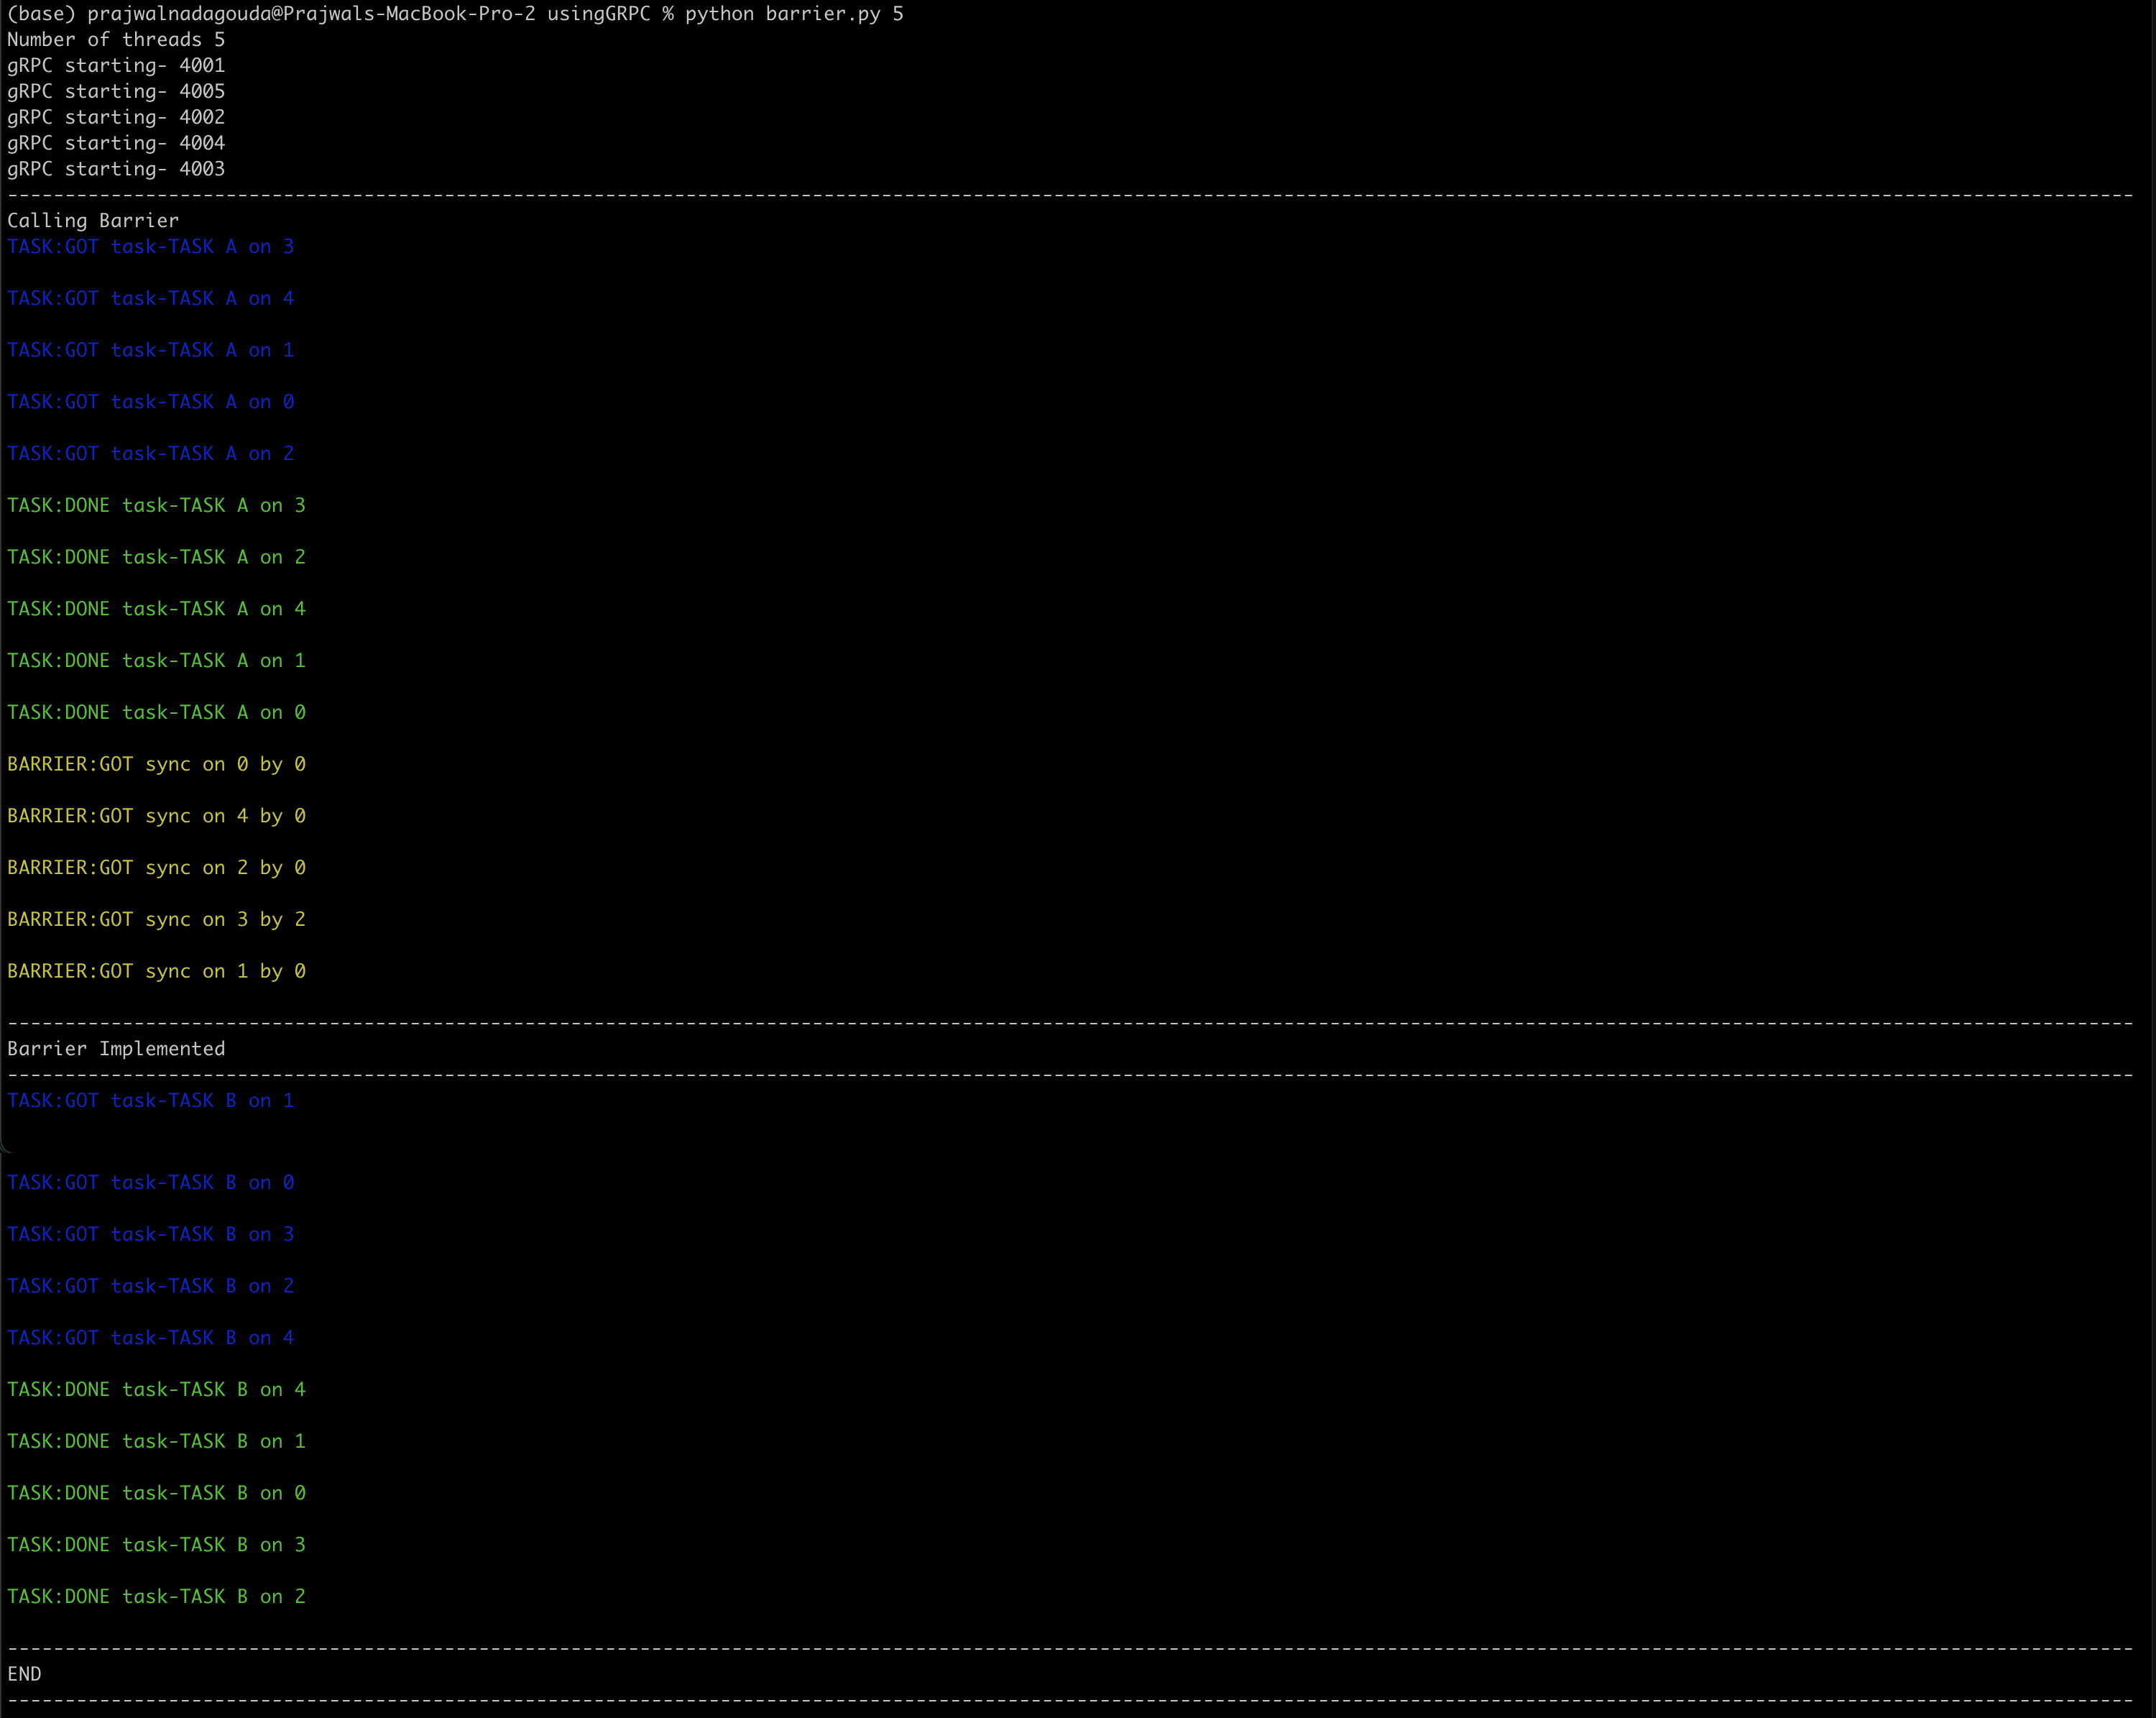 (base) prajwalnadagouda@Prajwals-MacBook-Pro-2 usingGRPC % python barrier.py 5
Number of threads 5
gRPC starting- 4001
gRPC starting- 4005
gRPC starting- 4002
gRPC starting- 4004
gRPC starting- 4003
--------------------------------------------------------------------------------------------------------------------------------------------------------------------------------------------
Calling Barrier
TASK:GOT task-TASK A on 3
TASK:GOT task-TASK A on 4
TASK:GOT task-TASK A on 1
TASK:GOT task-TASK A on 0
TASK:GOT task-TASK A on 2
TASK:DONE task-TASK A on 3
TASK:DONE task-TASK A on 2
TASK:DONE task-TASK A on 4
TASK:DONE task-TASK A on 1
TASK:DONE task-TASK A on 0
BARRIER:GOT sync on 0 by 0
BARRIER:GOT sync on 4 by 0
BARRIER:GOT sync on 2 by 0
BARRIER:GOT sync on 3 by 2
BARRIER:GOT sync on 1 by 0
--------------------------------------------------------------------------------------------------------------------------------------------------------------------------------------------
Barrier Implemented
--------------------------------------------------------------------------------------------------------------------------------------------------------------------------------------------
TASK:GOT task-TASK B on 1
TASK:GOT task-TASK B on 0
TASK:GOT task-TASK B on 3
TASK:GOT task-TASK B on 2
TASK:GOT task-TASK B on 4
TASK:DONE task-TASK B on 4
TASK:DONE task-TASK B on 1
TASK:DONE task-TASK B on 0
TASK:DONE task-TASK B on 3
TASK:DONE task-TASK B on 2
--------------------------------------------------------------------------------------------------------------------------------------------------------------------------------------------
END
--------------------------------------------------------------------------------------------------------------------------------------------------------------------------------------------